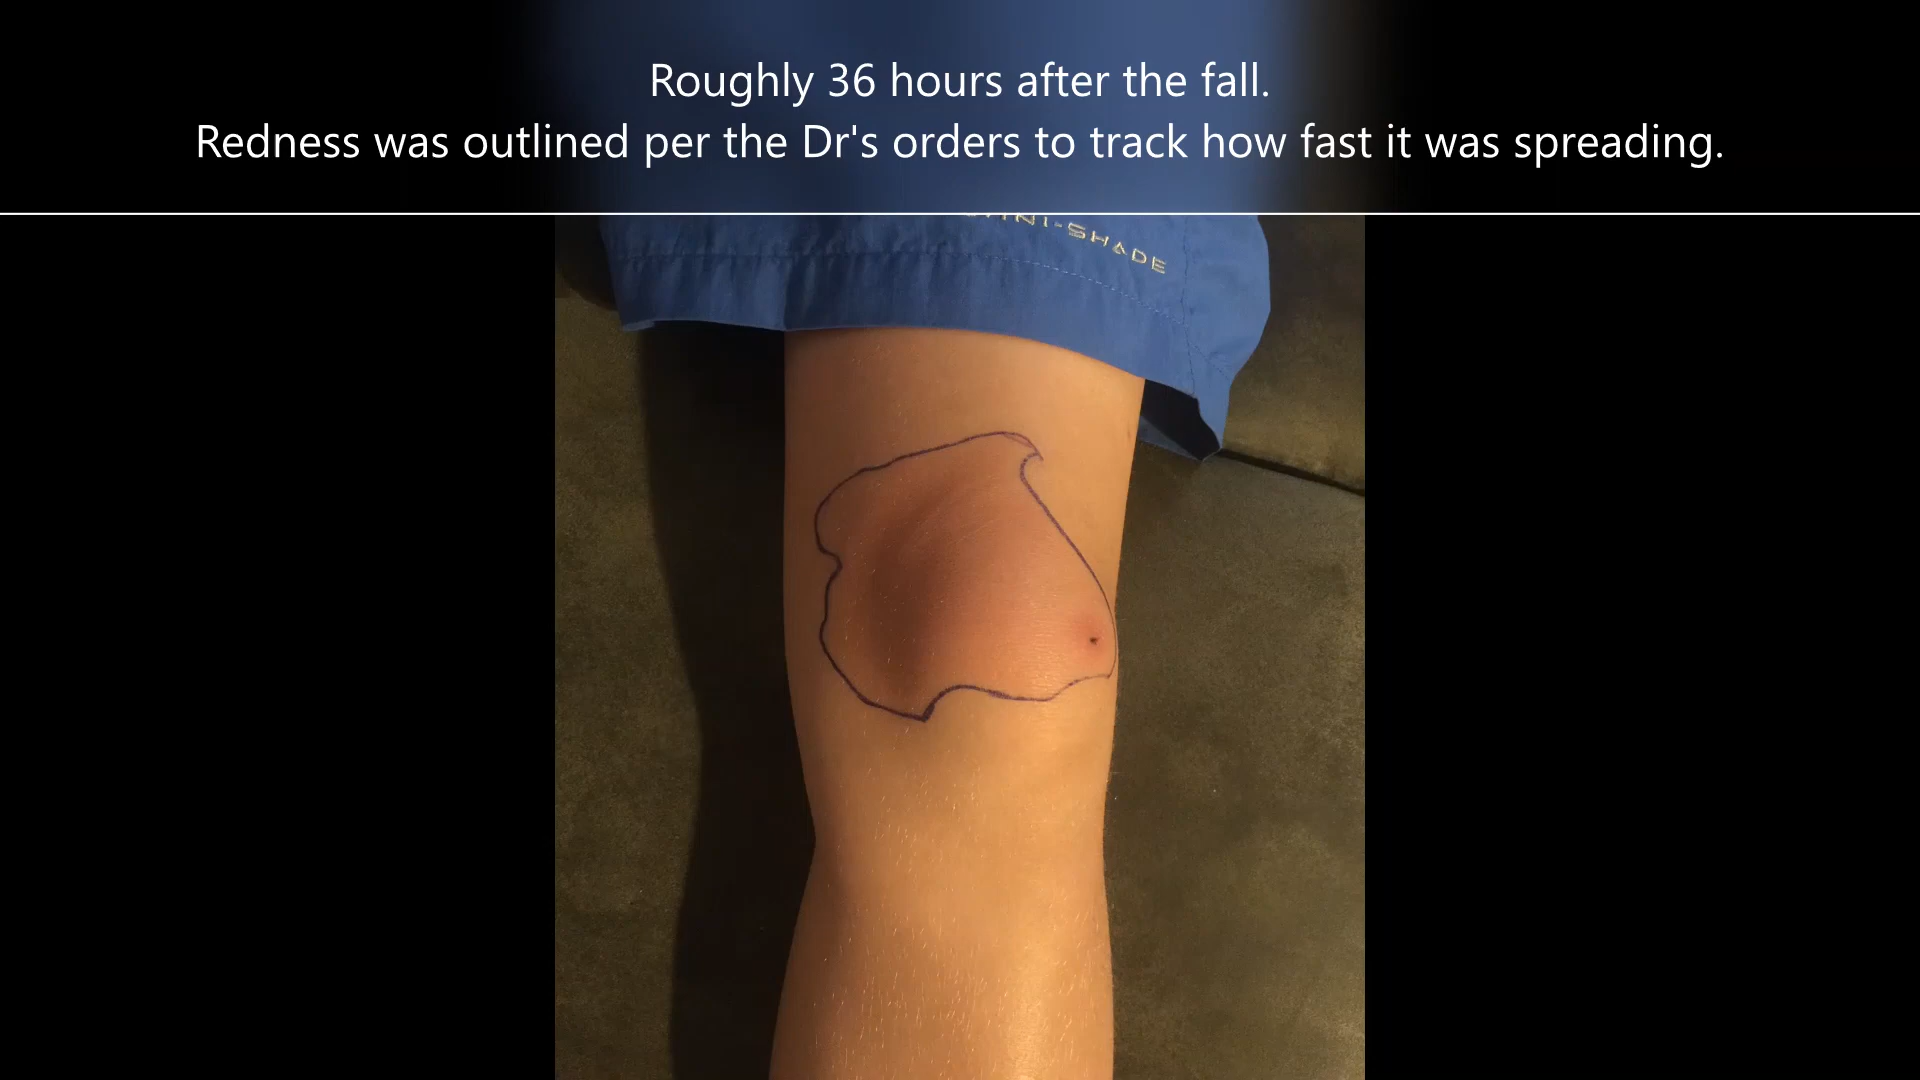 Roughly 36 hours after the fall.
Redness was outlined per the Dr's orders to track how fast it was spreading.
-SHADE